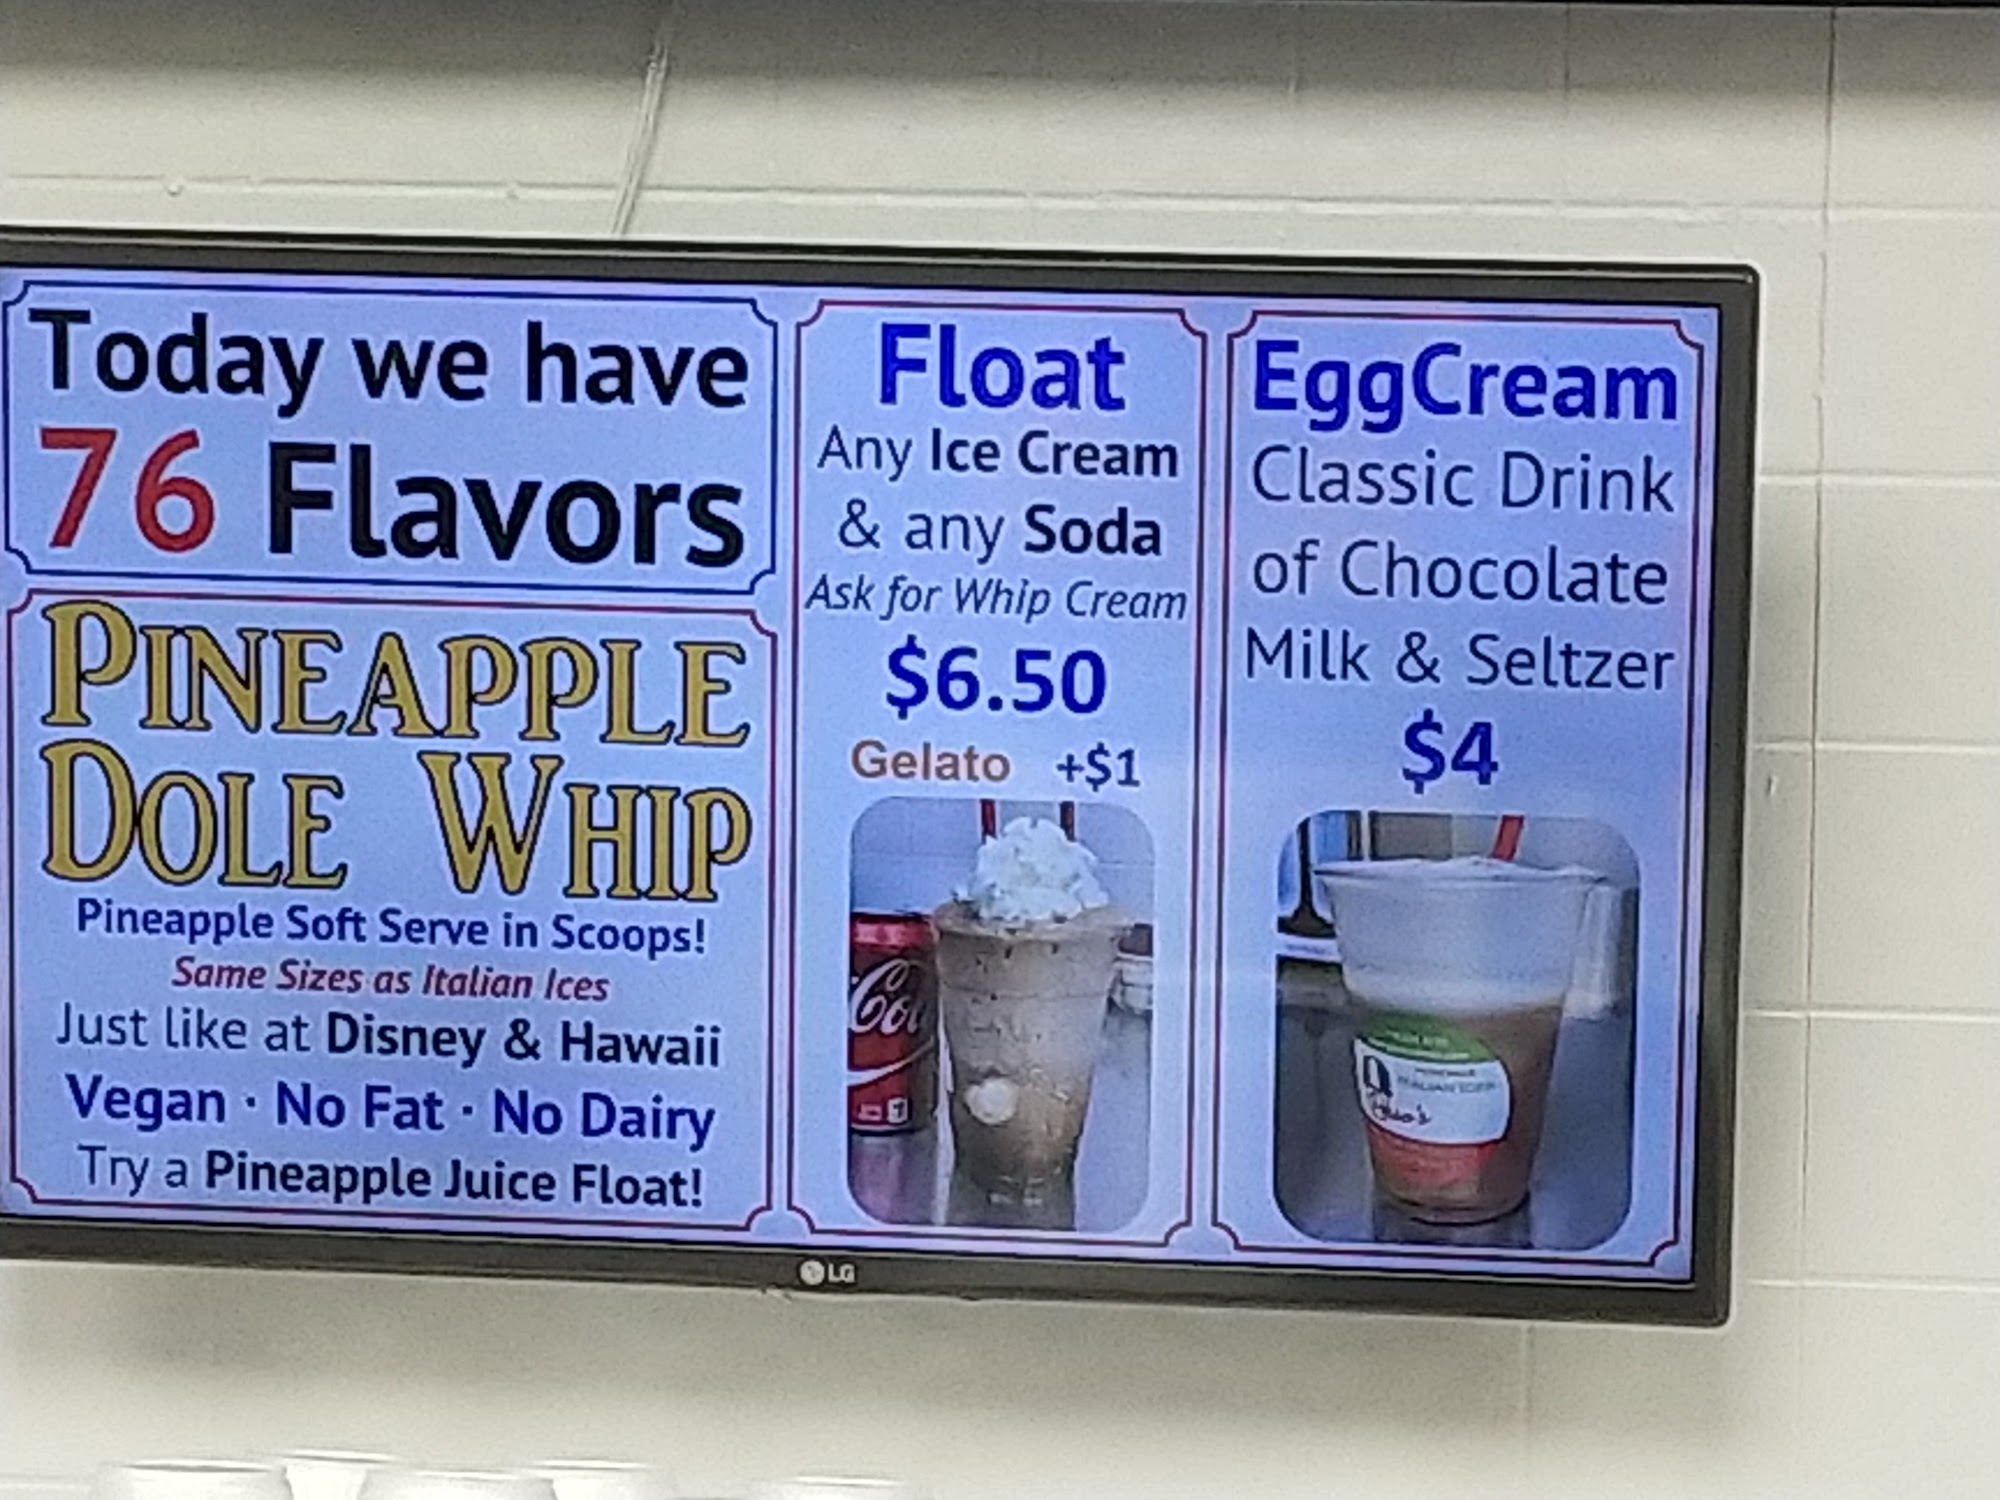 Today we have
76 Flavors
PINEAPPLE
DOLE WHIP
Pineapple Soft Serve in Scoops!
Same Sizes as Italian Ices
Just like at Disney & Hawaii
Vegan · No Fat · No Dairy
Try a Pineapple Juice Float!
Float
Any Ice Cream
& any Soda
Ask for Whip Cream
$6.50
Gelato +$1
EggCream
Classic Drink
of Chocolate
Milk & Seltzer
$4
LG